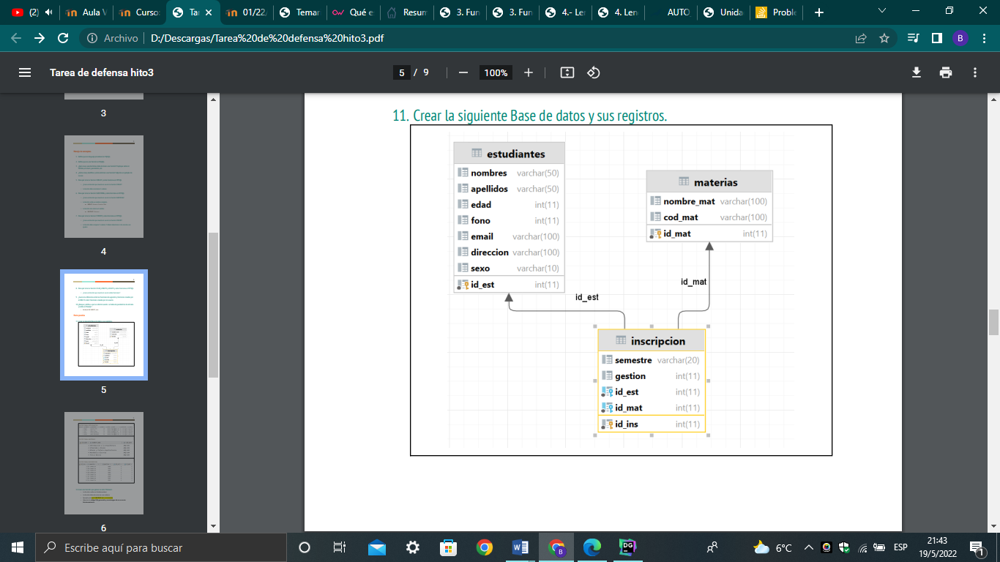 (2)
Aula V
Curso:
Tar
01/22,
Temar
Qué e
Resum
3. Fun
3. Fun
4.- Ler
4. Len
AUTO
Unida
Proble
Archivo
D:/Descargas/Tarea%20de%20defensa%20hito3.pdf
B
Tarea de defensa hito3
5 / 9
100%
3
4
5
6
11. Crear la siguiente Base de datos y sus registros.
estudiantes
nombres varchar(50)
apellidos varchar(50)
edad int(11)
fono int(11)
email varchar(100)
direccion varchar(100)
sexo varchar(10)
id_est int(11)
materias
nombre_mat varchar(100)
cod_mat varchar(100)
id_mat int(11)
id_mat
id_est
inscripcion
semestre varchar(20)
gestion int(11)
id_est int(11)
id_mat int(11)
id_ins int(11)
Escribe aquí para buscar
W
B
DG
6°C
ESP
21:43
19/5/2022
1